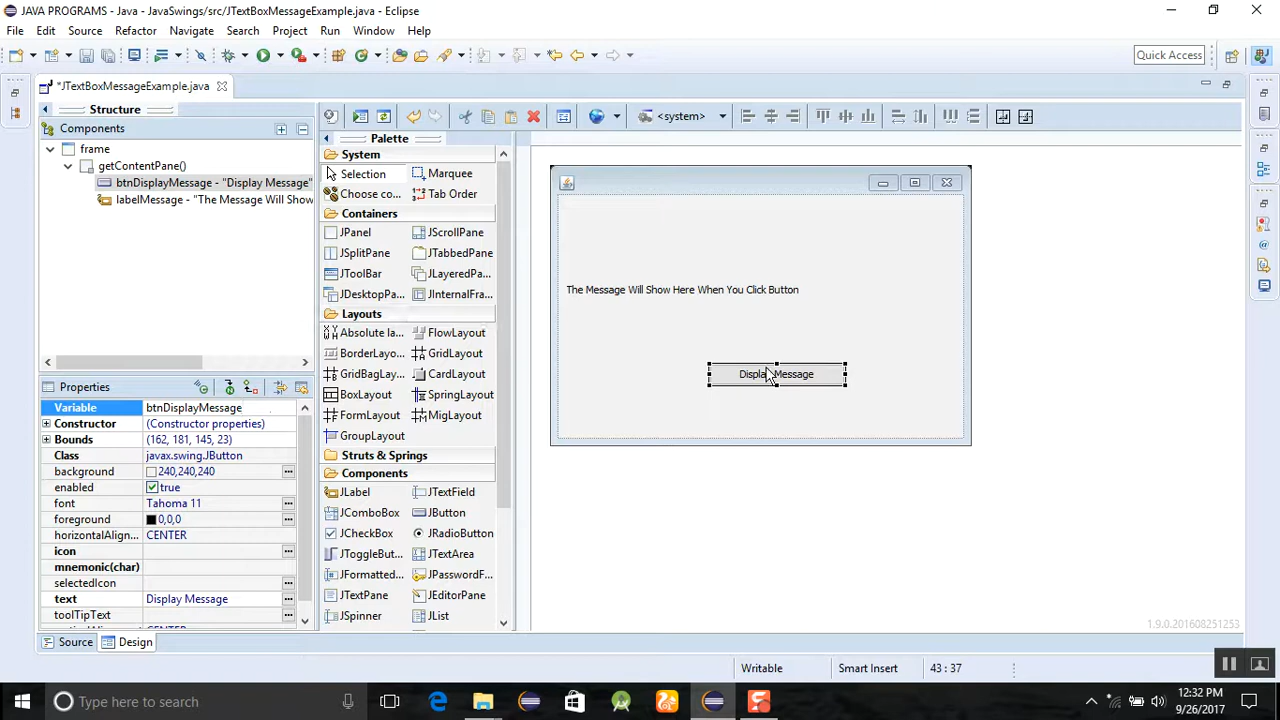 JAVA PROGRAMS - Java - JavaSwings/src/JTextBoxMessageExample.java - Eclipse
File Edit Source Refactor Navigate Search Project Run Window Help
Quick Access
*JTextBoxMessageExample.java
Structure
Components
frame
getContentPane()
btnDisplayMessage - "Display Message"
labelMessage - "The Message Will Show
Properties
Variable btnDisplayMessage
Constructor (Constructor properties)
Bounds (162, 181, 145, 23)
Class javax.swing.JButton
background 240,240,240
enabled true
font Tahoma 11
foreground 0,0,0
horizontalAlign... CENTER
icon
mnemonic(char)
selectedIcon
text Display Message
toolTipText
Source Design
<system>
Palette
System
Selection Marquee
Choose co... Tab Order
Containers
JPanel JScrollPane
JSplitPane JTabbedPane
JToolBar JLayeredPa...
JDesktopPa... JInternalFra...
Layouts
Absolute la... FlowLayout
BorderLayo... GridLayout
GridBagLay... CardLayout
BoxLayout SpringLayout
FormLayout MigLayout
GroupLayout
Struts & Springs
Components
JLabel JTextField
JComboBox JButton
JCheckBox JRadioButton
JToggleBut... JTextArea
JFormatted... JPasswordF...
JTextPane JEditorPane
JSpinner JList
The Message Will Show Here When You Click Button
Display Message
1.9.0.201608251253
Writable Smart Insert 43 : 37
Type here to search
12:32 PM
9/26/2017